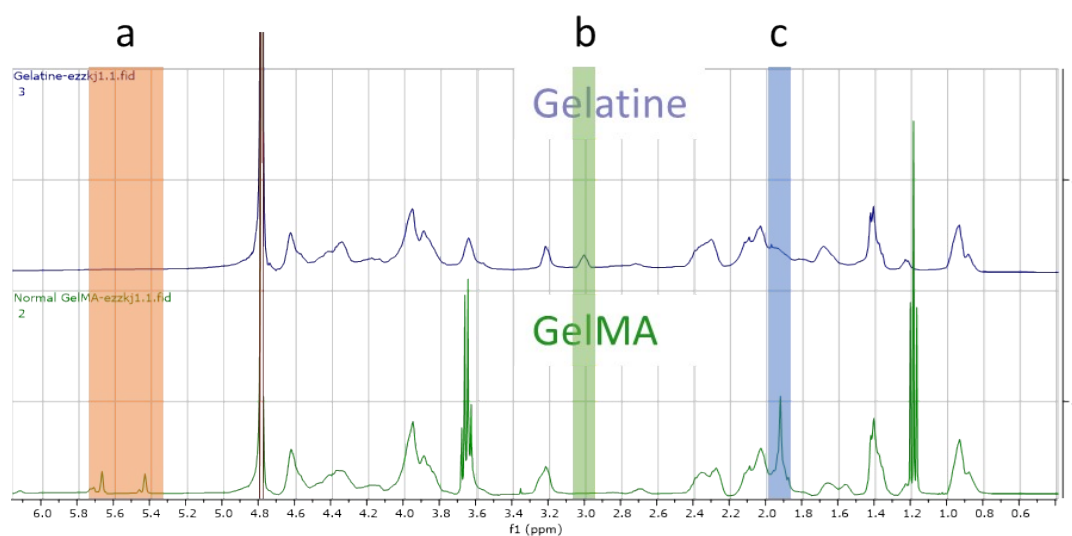 a b c
Gelatine-ezzkj1.1.fid
3
Gelatine
Normal GelMA-ezzkj1.1.fid
2
GelMA
6.0 5.8 5.6 5.4 5.2 5.0 4.8 4.6 4.4 4.2 4.0 3.8 3.6 3.4 3.2 3.0 2.8 2.6 2.4 2.2 2.0 1.8 1.6 1.4 1.2 1.0 0.8 0.6
f1 (ppm)